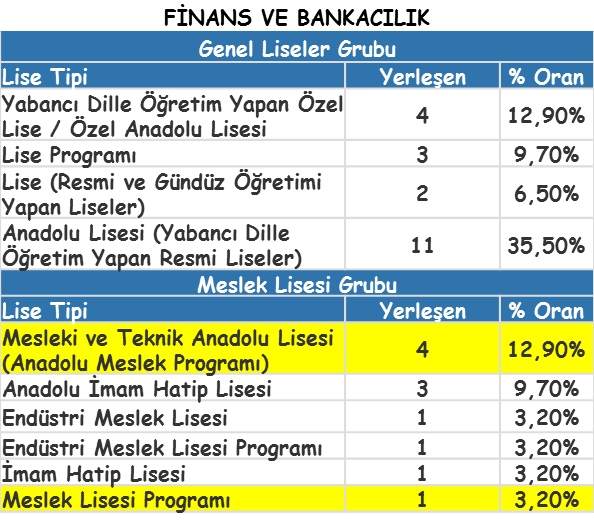 FİNANS VE BANKACILIK
Genel Liseler Grubu
Lise Tipi Yerleşen % Oran
Yabancı Dille Öğretim Yapan Özel
Lise / Özel Anadolu Lisesi 4 12,90%
Lise Programı 3 9,70%
Lise (Resmi ve Gündüz Öğretimi
Yapan Liseler) 2 6,50%
Anadolu Lisesi (Yabancı Dille
Öğretim Yapan Resmi Liseler) 11 35,50%
Meslek Lisesi Grubu
Lise Tipi Yerleşen % Oran
Mesleki ve Teknik Anadolu Lisesi
(Anadolu Meslek Programı) 4 12,90%
Anadolu İmam Hatip Lisesi 3 9,70%
Endüstri Meslek Lisesi 1 3,20%
Endüstri Meslek Lisesi Programı 1 3,20%
İmam Hatip Lisesi 1 3,20%
Meslek Lisesi Programı 1 3,20%